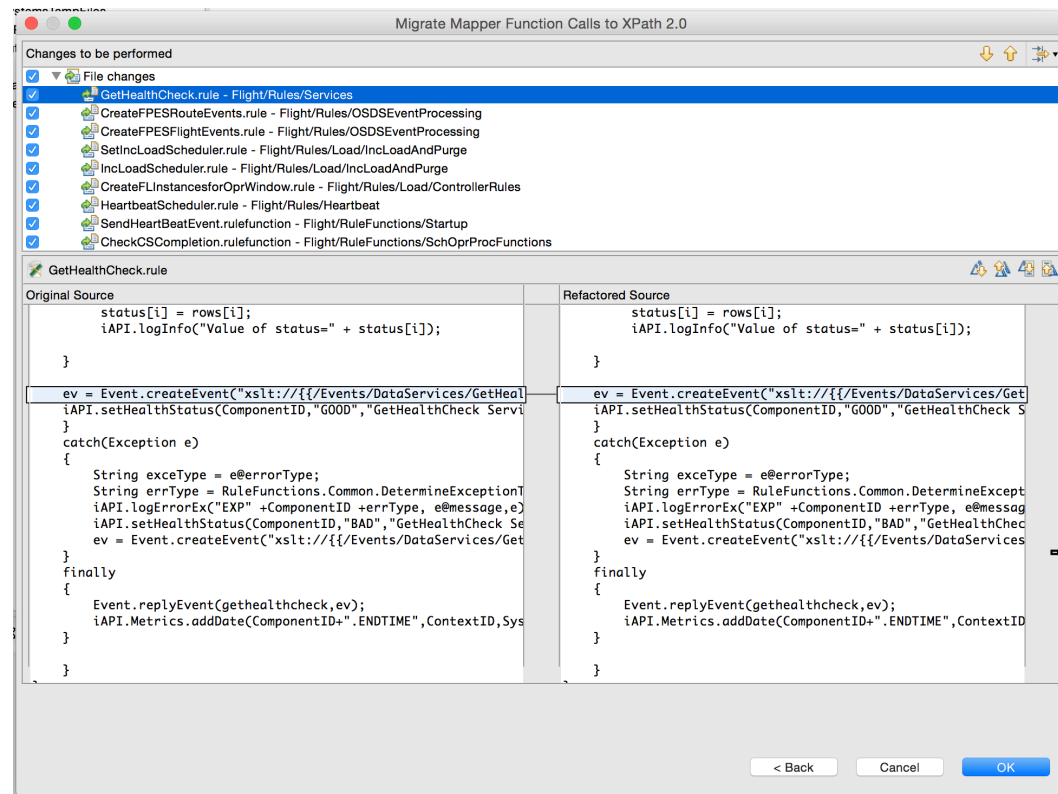 Migrate Mapper Function Calls to XPath 2.0
Changes to be performed
File changes
GetHealthCheck.rule - Flight/Rules/Services
CreateFPESRouteEvents.rule - Flight/Rules/OSDSEventProcessing
CreateFPESFlightEvents.rule - Flight/Rules/OSDSEventProcessing
SetIncLoadScheduler.rule - Flight/Rules/Load/IncLoadAndPurge
IncLoadScheduler.rule - Flight/Rules/Load/IncLoadAndPurge
CreateFLInstancesforOprWindow.rule - Flight/Rules/Load/ControllerRules
HeartbeatScheduler.rule - Flight/Rules/Heartbeat
SendHeartBeatEvent.rulefunction - Flight/RuleFunctions/Startup
CheckCSCompletion.rulefunction - Flight/RuleFunctions/SchOprProcFunctions
GetHealthCheck.rule
Original Source
status[i] = rows[i];
iAPI.logInfo("Value of status=" + status[i]);
}
ev = Event.createEvent("xslt://{{/Events/DataServices/GetHeal
iAPI.setHealthStatus(ComponentID,"GOOD","GetHealthCheck Servi
}
catch(Exception e)
{
String exceType = e@errorType;
String errType = RuleFunctions.Common.DetermineExceptionT
iAPI.logErrorEx("EXP" +ComponentID +errType, e@message,e)
iAPI.setHealthStatus(ComponentID,"BAD","GetHealthCheck Se
ev = Event.createEvent("xslt://{{/Events/DataServices/Get
}
finally
{
Event.replyEvent(gethealthcheck,ev);
iAPI.Metrics.addDate(ComponentID+".ENDTIME",ContextID,Sys
}
}
Refactored Source
status[i] = rows[i];
iAPI.logInfo("Value of status=" + status[i]);
}
ev = Event.createEvent("xslt://{{/Events/DataServices/Get
iAPI.setHealthStatus(ComponentID,"GOOD","GetHealthCheck S
}
catch(Exception e)
{
String exceType = e@errorType;
String errType = RuleFunctions.Common.DetermineExcept
iAPI.logErrorEx("EXP" +ComponentID +errType, e@messag
iAPI.setHealthStatus(ComponentID,"BAD","GetHealthChec
ev = Event.createEvent("xslt://{{/Events/DataServices
}
finally
{
Event.replyEvent(gethealthcheck,ev);
iAPI.Metrics.addDate(ComponentID+".ENDTIME",ContextID
}
}
< Back
Cancel
OK